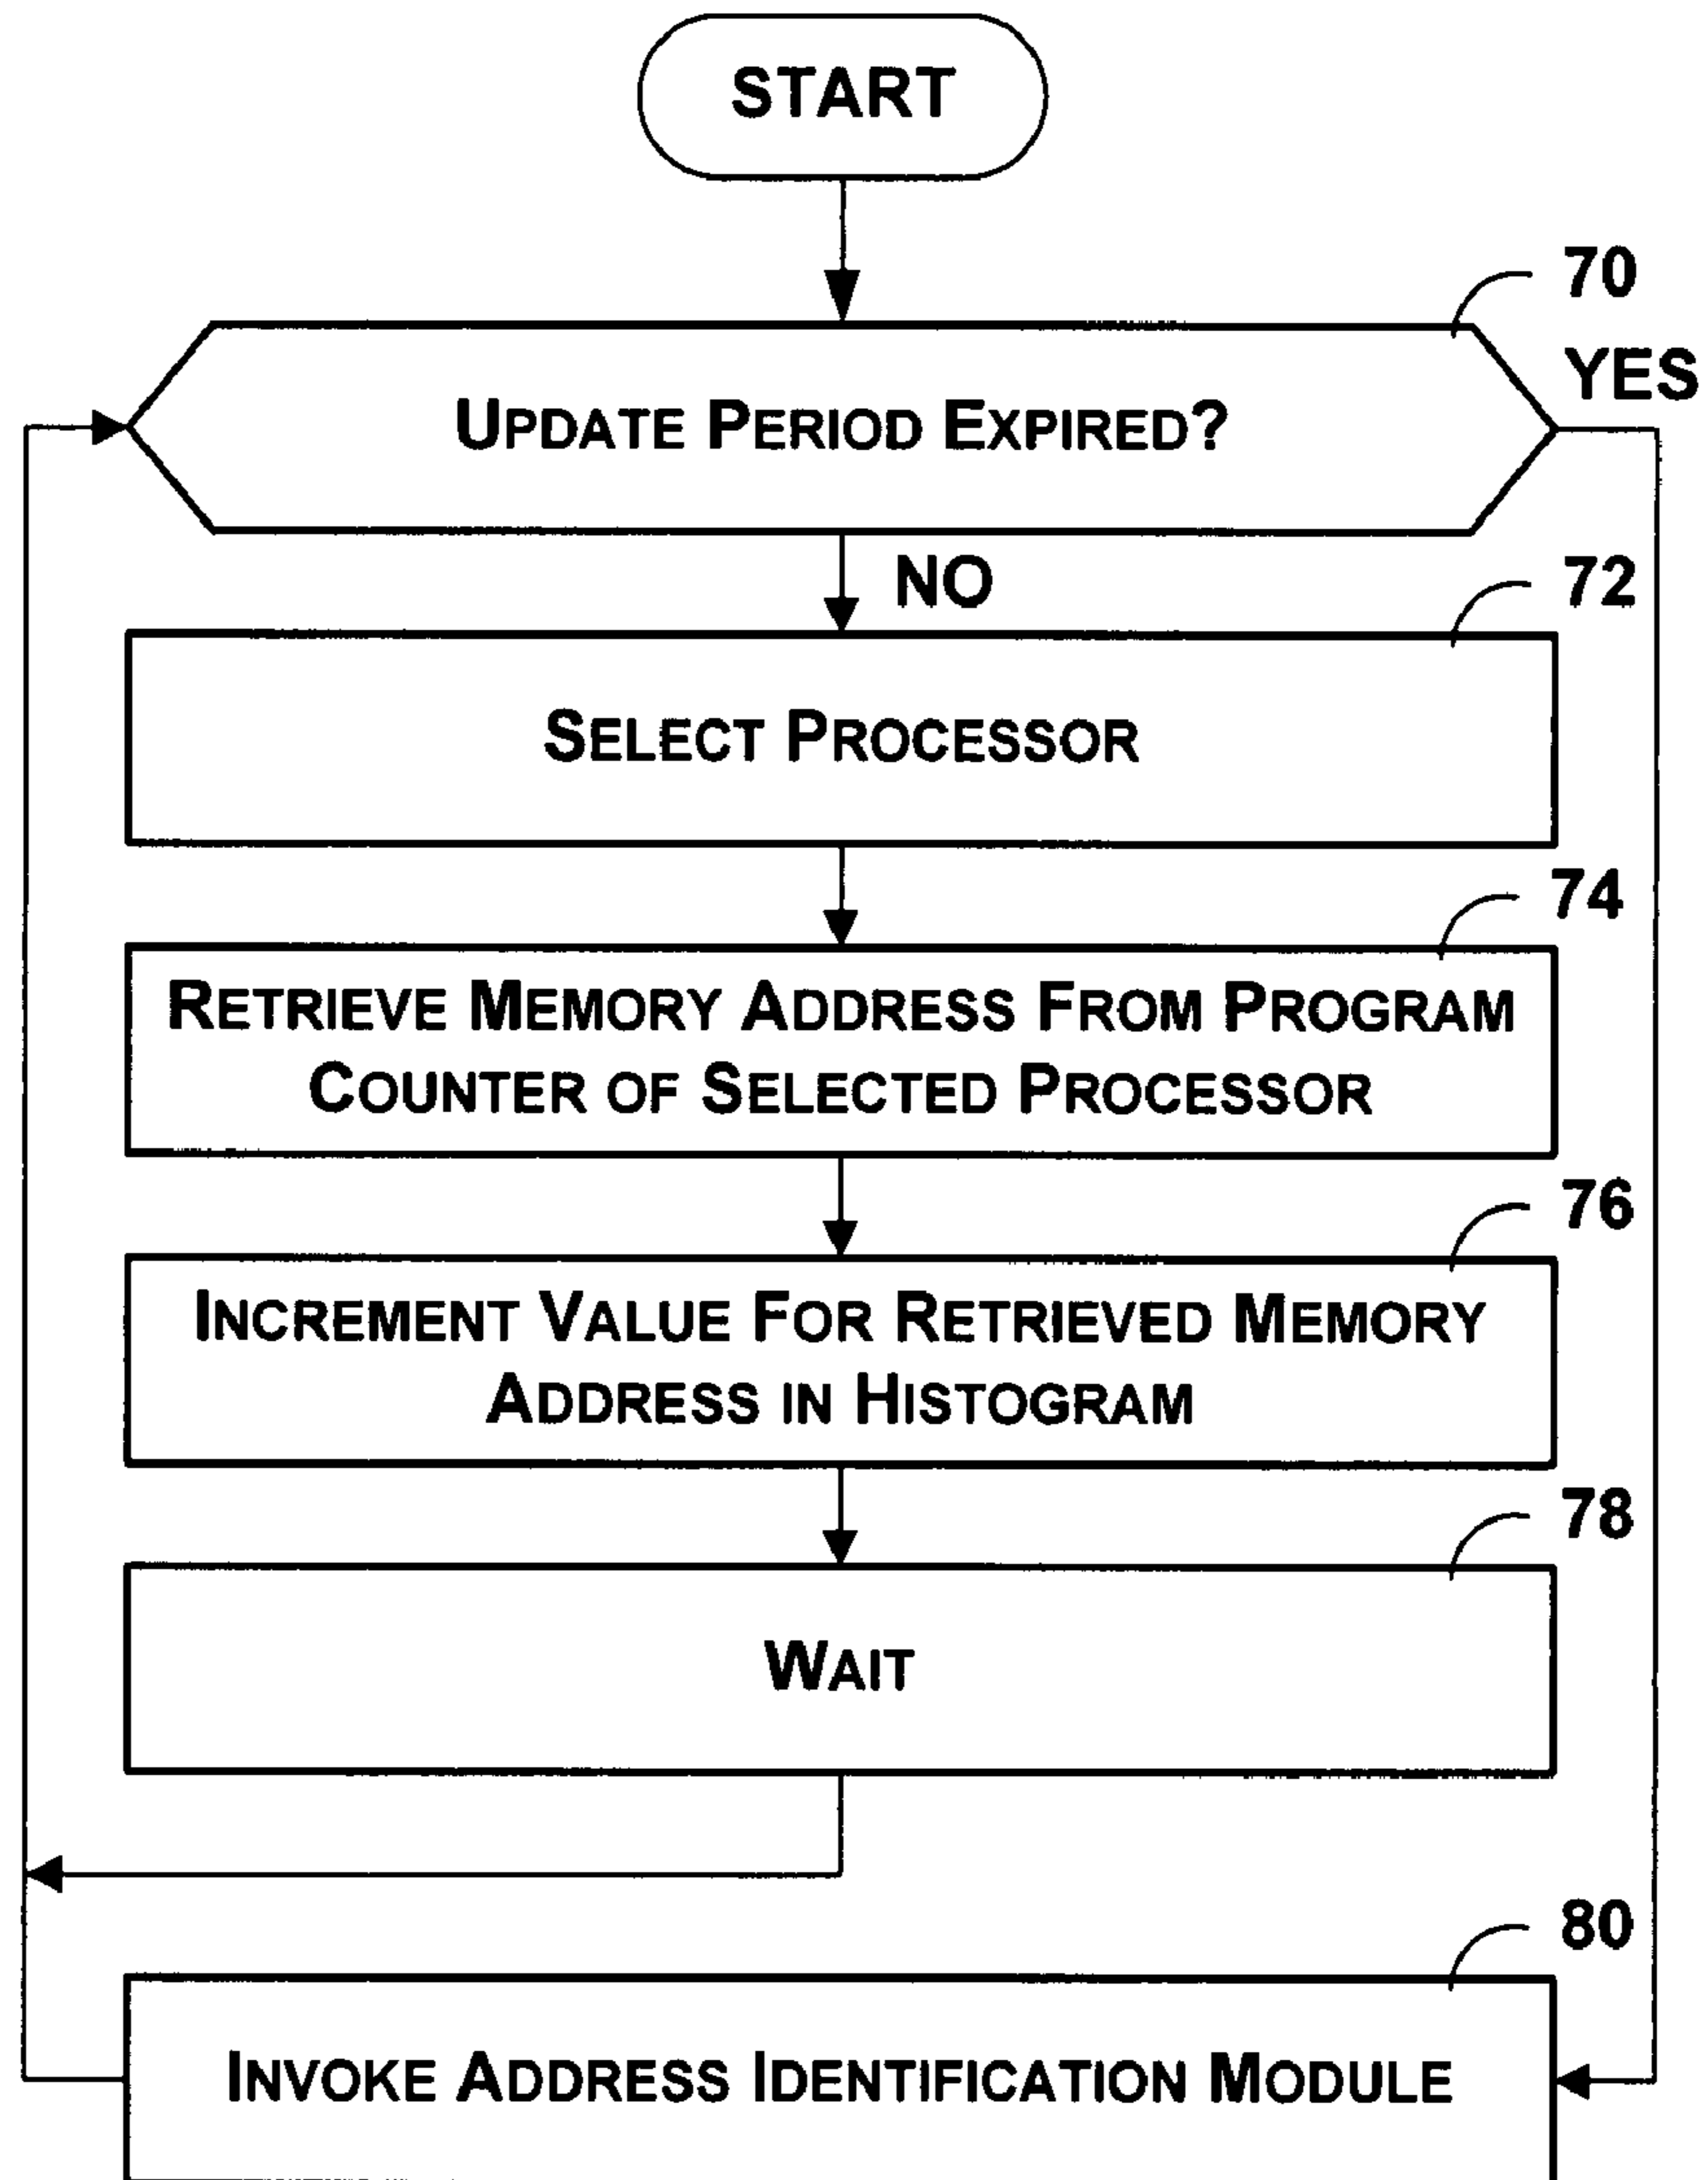 START
70
YES
UPDATE PERIOD EXPIRED?
NO
72
SELECT PROCESSOR
74
RETRIEVE MEMORY ADDRESS FROM PROGRAM
COUNTER OF SELECTED PROCESSOR
76
INCREMENT VALUE FOR RETRIEVED MEMORY
ADDRESS IN HISTOGRAM
78
WAIT
80
INVOKE ADDRESS IDENTIFICATION MODULE